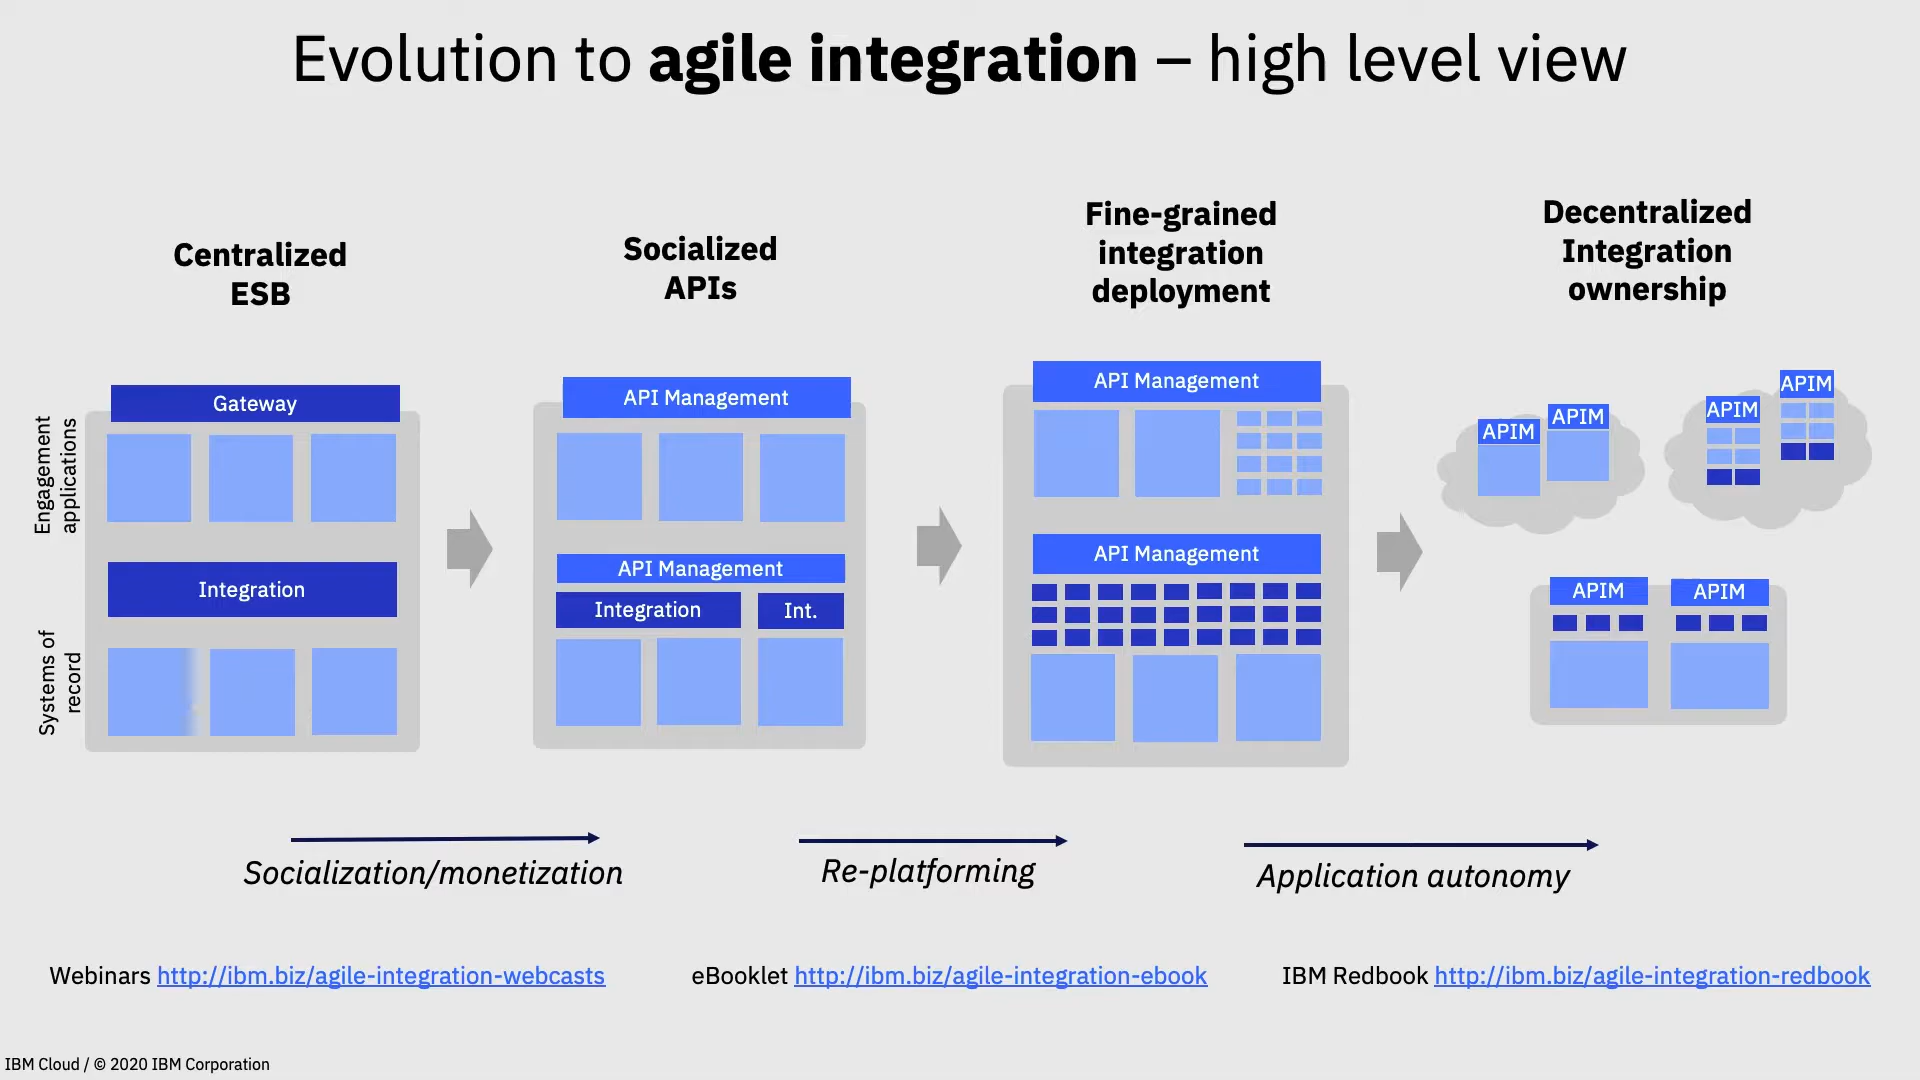 Evolution to agile integration – high level view
Centralized
ESB
Socialized
APIs
Fine-grained
integration
deployment
Decentralized
Integration
ownership
Engagement
applications
Systems of
record
Gateway
Integration
API Management
API Management
Integration
Int.
API Management
API Management
APIM
APIM
APIM
APIM
APIM
APIM
Socialization/monetization
Re-platforming
Application autonomy
Webinars http://ibm.biz/agile-integration-webcasts
eBooklet http://ibm.biz/agile-integration-ebook
IBM Redbook http://ibm.biz/agile-integration-redbook
IBM Cloud / © 2020 IBM Corporation